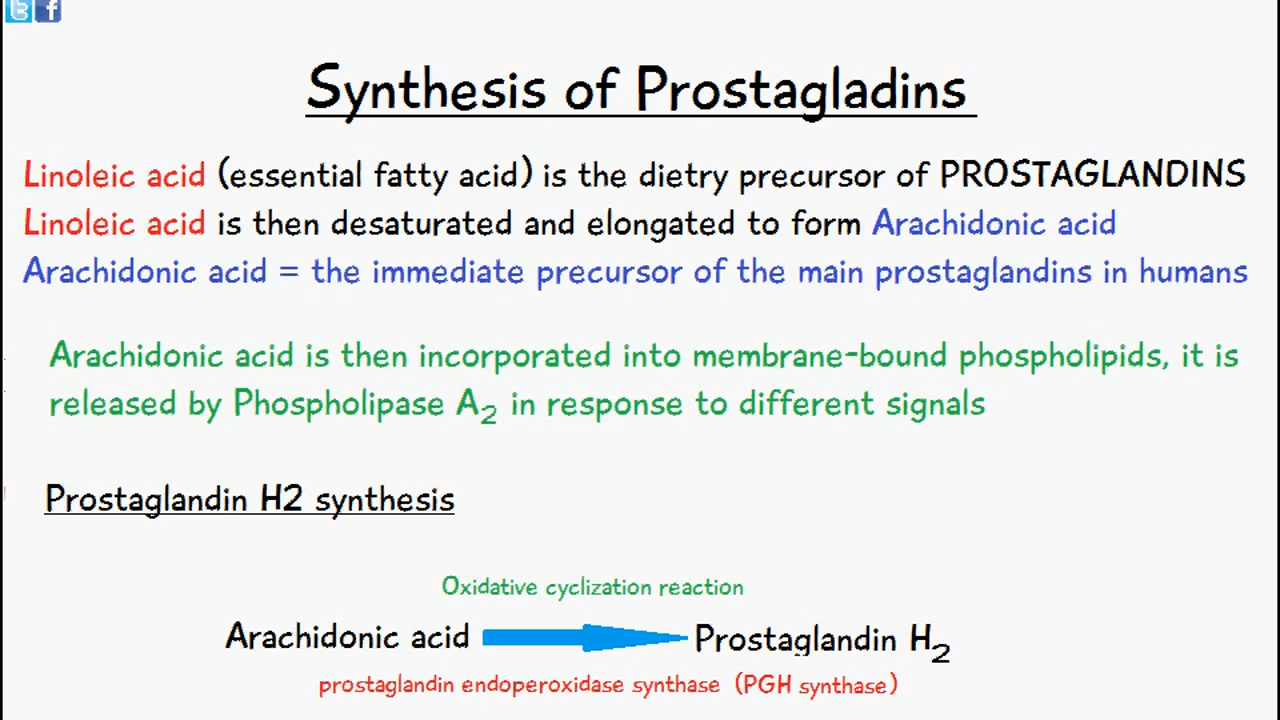 Synthesis of Prostagladins
Linoleic acid (essential fatty acid) is the dietry precursor of PROSTAGLANDINS
Linoleic acid is then desaturated and elongated to form Arachidonic acid
Arachidonic acid = the immediate precursor of the main prostaglandins in humans
Arachidonic acid is then incorporated into membrane-bound phospholipids, it is
released by Phospholipase A2 in response to different signals
Prostaglandin H2 synthesis
Oxidative cyclization reaction
Arachidonic acid Prostaglandin H2
prostaglandin endoperoxidase synthase (PGH synthase)